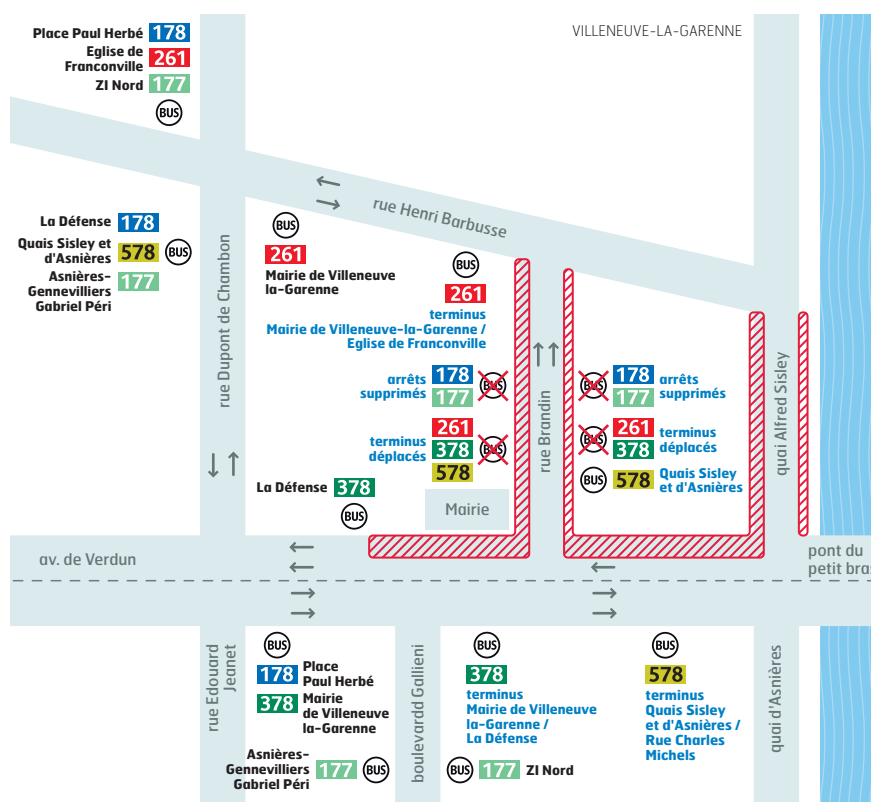 VILLENEUVE-LA-GARENNE
Place Paul Herbé 178
Eglise de
Franconville 261
ZI Nord 177
BUS
La Défense 178
Quais Sisley et
d'Asnières 578 BUS
Asnières-
Gennevilliers
Gabriel Péri 177
rue Dupont de Chambon
rue Henri Barbusse
BUS
261
Mairie de Villeneuve
la-Garenne
BUS
261
terminus
Mairie de Villeneuve-la-Garenne /
Eglise de Franconville
arrêts
supprimés
178
177
BUS
terminus
déplacés
261
378
578
BUS
La Défense 378
BUS
Mairie
rue Brandin
BUS
178
177
arrêts
supprimés
BUS
261
378
terminus
déplacés
BUS 578 Quais Sisley
et d'Asnières
quai Alfred Sisley
av. de Verdun
pont du
petit bras
rue Edouard
Jeanet
BUS
178 Place
Paul Herbé
378 Mairie
de Villeneuve
la-Garenne
Asnières-
Gennevilliers
Gabriel Péri 177 BUS
boulevardd Gallieni
BUS
378
terminus
Mairie de Villeneuve
la-Garenne /
La Défense
BUS 177 ZI Nord
BUS
578
terminus
Quais Sisley
et d'Asnières /
Rue Charles
Michels
quai d'Asnières